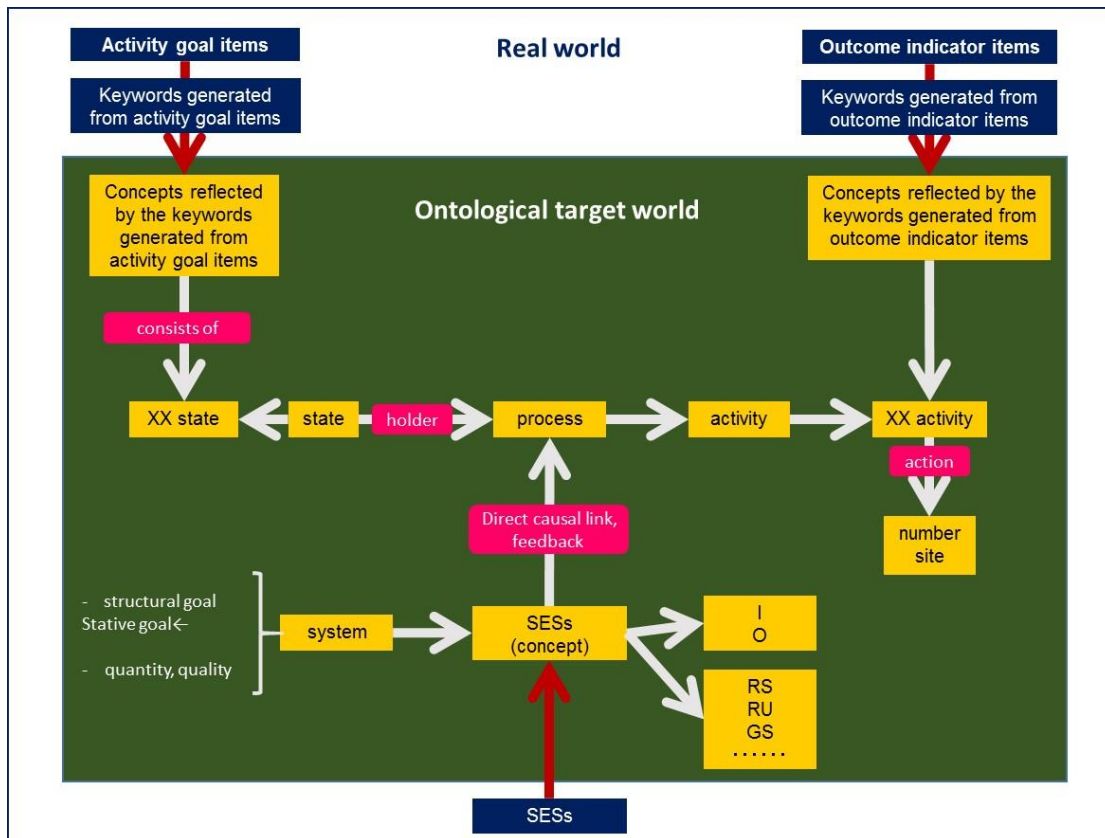 Activity goal items
Real world
Outcome indicator items
Keywords generated
from activity goal items
Keywords generated from
outcome indicator items
Concepts reflected
by the keywords
generated from
activity goal items
Ontological target world
Concepts reflected by the
keywords generated from
outcome indicator items
consists of
XX state
state
holder
process
activity
XX activity
action
Direct causal link,
feedback
number
site
- structural goal
Stative goal←
- quantity, quality
system
SESs
(concept)
I
O
RS
RU
GS
······
SESs